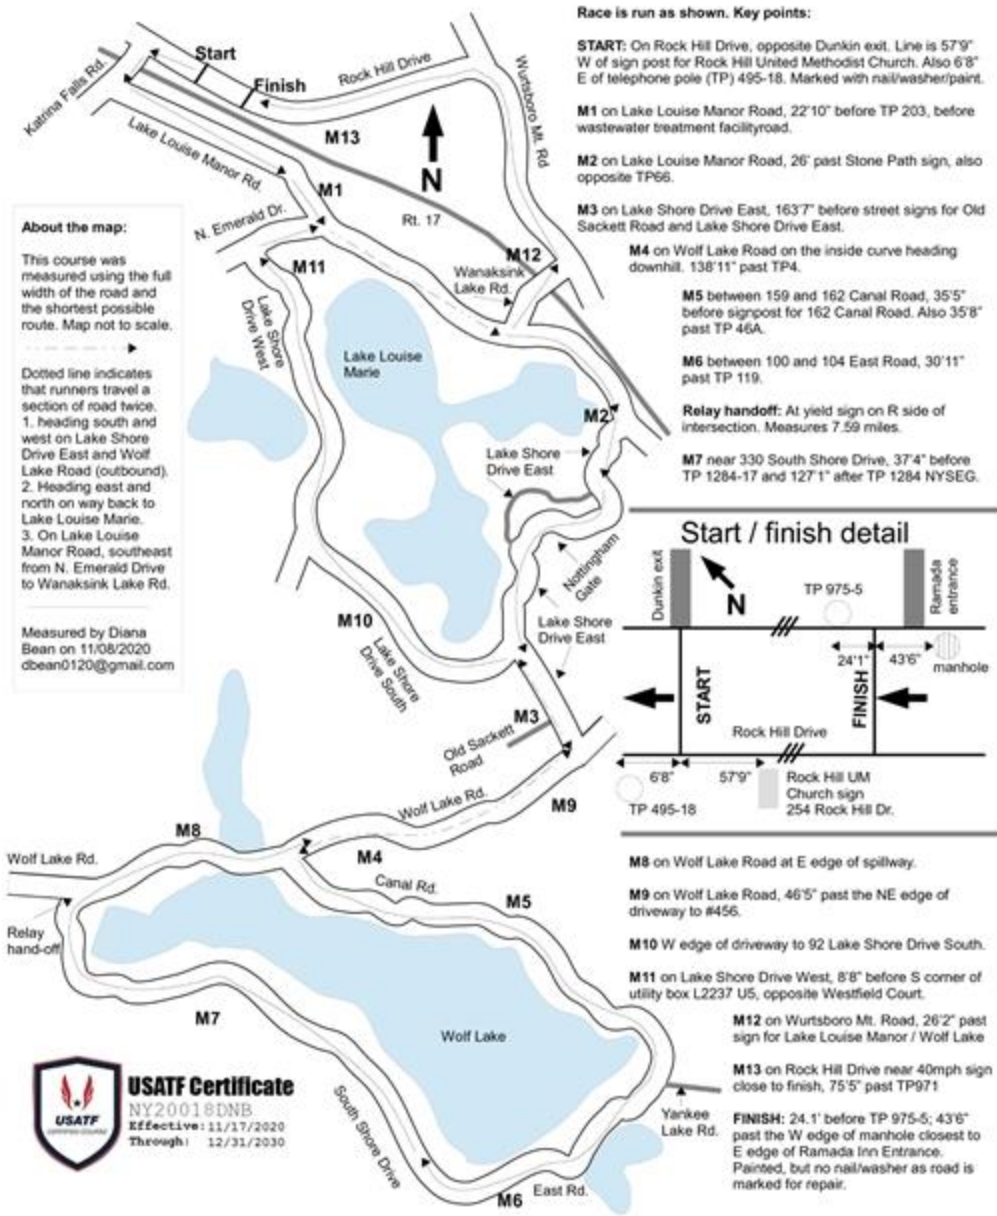 Race is run as shown. Key points:
START: On Rock Hill Drive, opposite Dunkin exit. Line is 57'9"
W of sign post for Rock Hill United Methodist Church. Also 6'8"
E of telephone pole (TP) 495-18. Marked with nail/washer/paint.
M1 on Lake Louise Manor Road, 22'10" before TP 203, before
wastewater treatment facilityroad.
M2 on Lake Louise Manor Road, 26' past Stone Path sign, also
opposite TP66.
M3 on Lake Shore Drive East, 163'7" before street signs for Old
Sackett Road and Lake Shore Drive East.
M4 on Wolf Lake Road on the inside curve heading
downhill. 138'11" past TP4.
M5 between 159 and 162 Canal Road, 35'5"
before signpost for 162 Canal Road. Also 35'8"
past TP 46A.
M6 between 100 and 104 East Road, 30'11"
past TP 119.
Relay handoff: At yield sign on R side of
intersection. Measures 7.59 miles.
M7 near 330 South Shore Drive, 37'4" before
TP 1284-17 and 127'1" after TP 1284 NYSEG.
Start
Finish
Rock Hill Drive
Wurtsboro Mt. Rd
Katrina Falls Rd.
M13
N
Lake Louise Manor Rd.
M1
Rt. 17
N. Emerald Dr.
M12
Wanaksink
Lake Rd.
M11
Lake Shore
Drive West
Lake Louise
Marie
M2
Lake Shore
Drive East
Nottingham
Gate
M10
Lake Shore
Drive East
Lake Shore
Drive South
M3
Old Sackett
Road
Wolf Lake Rd.
M9
M8
M4
Wolf Lake Rd.
Canal Rd.
M5
Relay
hand-off
M7
Wolf Lake
South Shore Drive
Yankee
Lake Rd.
East Rd.
M6
About the map:
This course was
measured using the full
width of the road and
the shortest possible
route. Map not to scale.
Dotted line indicates
that runners travel a
section of road twice.
1. heading south and
west on Lake Shore
Drive East and Wolf
Lake Road (outbound).
2. Heading east and
north on way back to
Lake Louise Marie.
3. On Lake Louise
Manor Road, southeast
from N. Emerald Drive
to Wanaksink Lake Rd.
Measured by Diana
Bean on 11/08/2020
dbean0120@gmail.com
Start / finish detail
Dunkin exit
N
TP 975-5
Ramada
entrance
24'1"
43'6"
manhole
START
FINISH
Rock Hill Drive
6'8"
57'9"
TP 495-18
Rock Hill UM
Church sign
254 Rock Hill Dr.
M8 on Wolf Lake Road at E edge of spillway.
M9 on Wolf Lake Road, 46'5" past the NE edge of
driveway to #456.
M10 W edge of driveway to 92 Lake Shore Drive South.
M11 on Lake Shore Drive West, 8'8" before S corner of
utility box L2237 U5, opposite Westfield Court.
M12 on Wurtsboro Mt. Road, 26'2" past
sign for Lake Louise Manor / Wolf Lake
M13 on Rock Hill Drive near 40mph sign
close to finish, 75'5" past TP971
FINISH: 24.1' before TP 975-5; 43'6"
past the W edge of manhole closest to
E edge of Ramada Inn Entrance.
Painted, but no nail/washer as road is
marked for repair.
USATF
CERTIFIED COURSE
USATF Certificate
NY20018DNB
Effective: 11/17/2020
Through: 12/31/2030